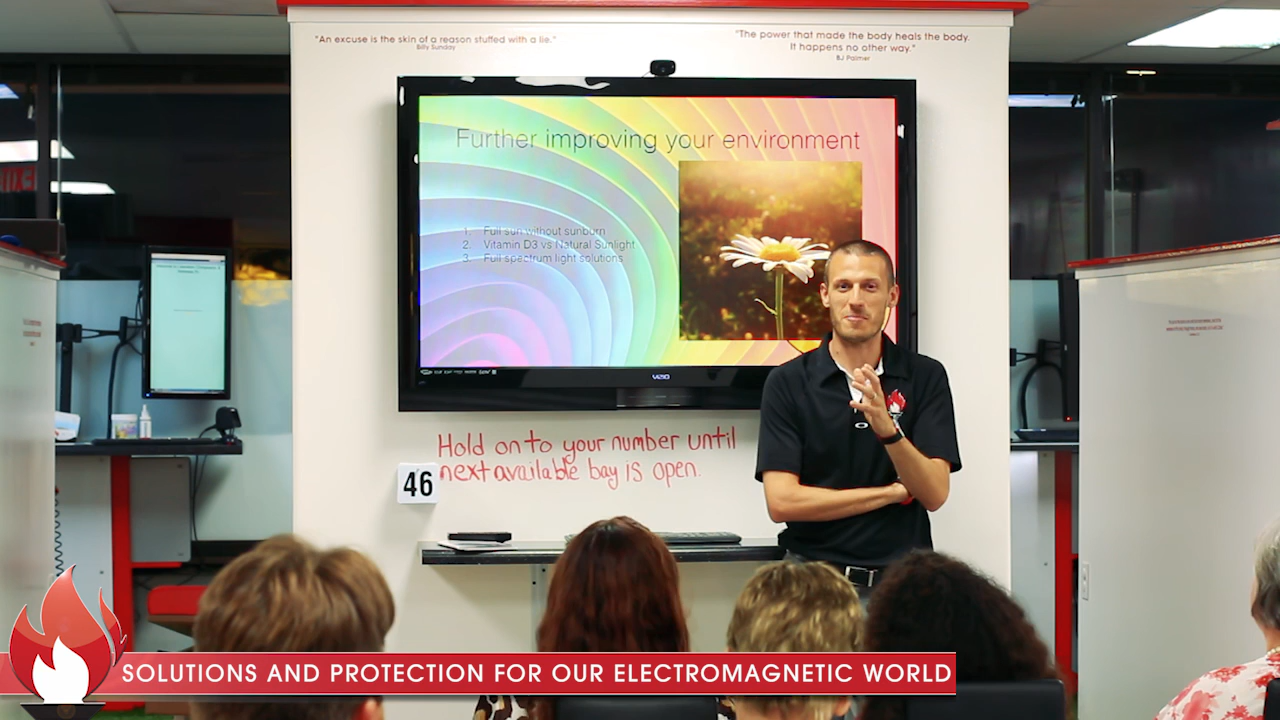 "An excuse is the skin of a reason stuffed with a lie."
Billy Sunday
"The power that made the body heals the body.
It happens no other way."
BJ Palmer
Further improving your environment
1. Full sun without sunburn
2. Vitamin D3 vs Natural Sunlight
3. Full spectrum light solutions
VIZIO
Hold on to your number until
next available bay is open.
46
EXIT
SOLUTIONS AND PROTECTION FOR OUR ELECTROMAGNETIC WORLD